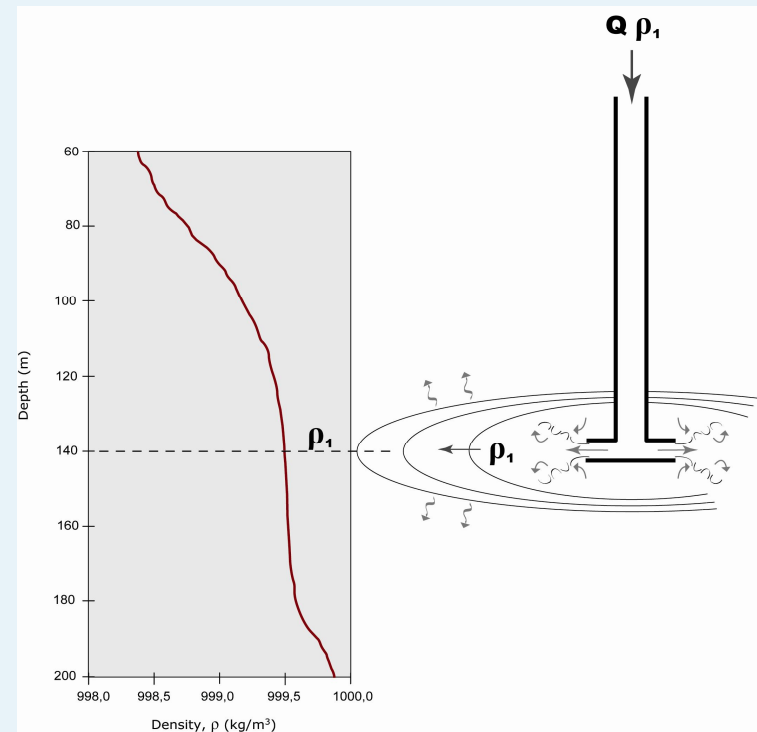 Q ρ₁
60
80
100
120
140
160
180
200
Depth (m)
ρ₁
ρ₁
998,0 998,5 999,0 999,5 1000,0
Density, ρ (kg/m³)